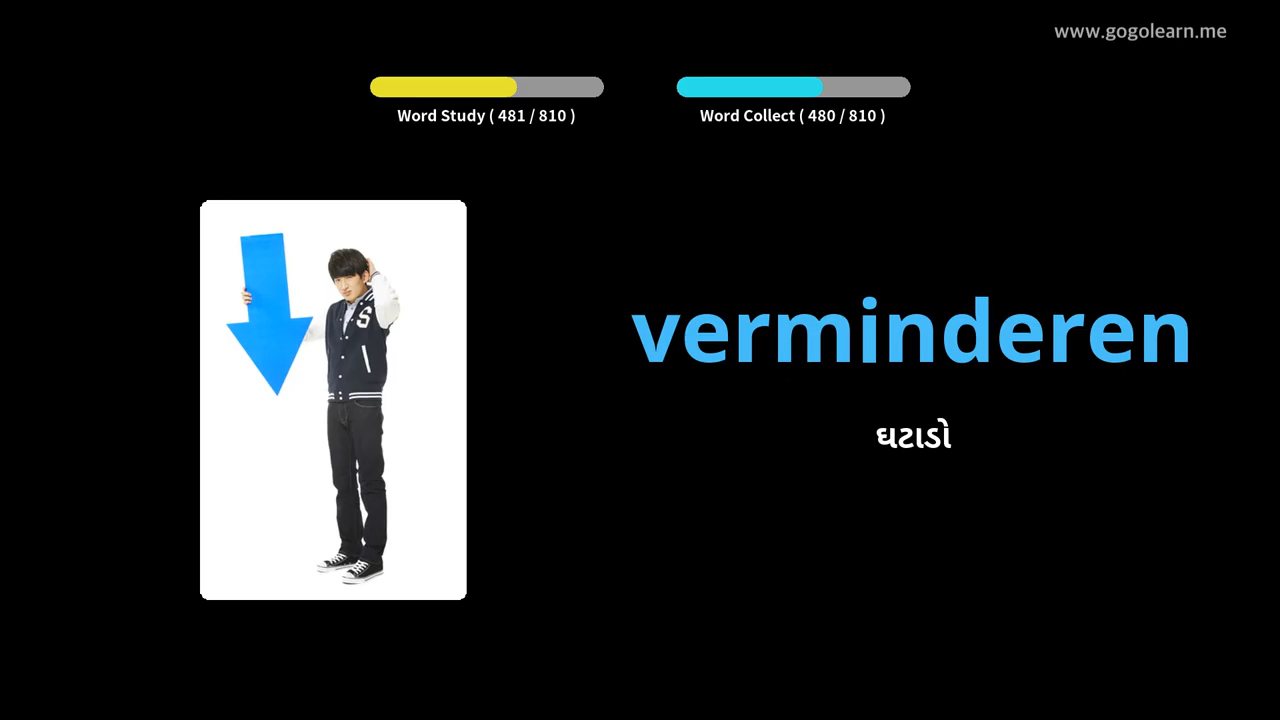 www.gogolearn.me
Word Study ( 481 / 810 )
Word Collect ( 480 / 810 )
S
verminderen
ઘટાડો